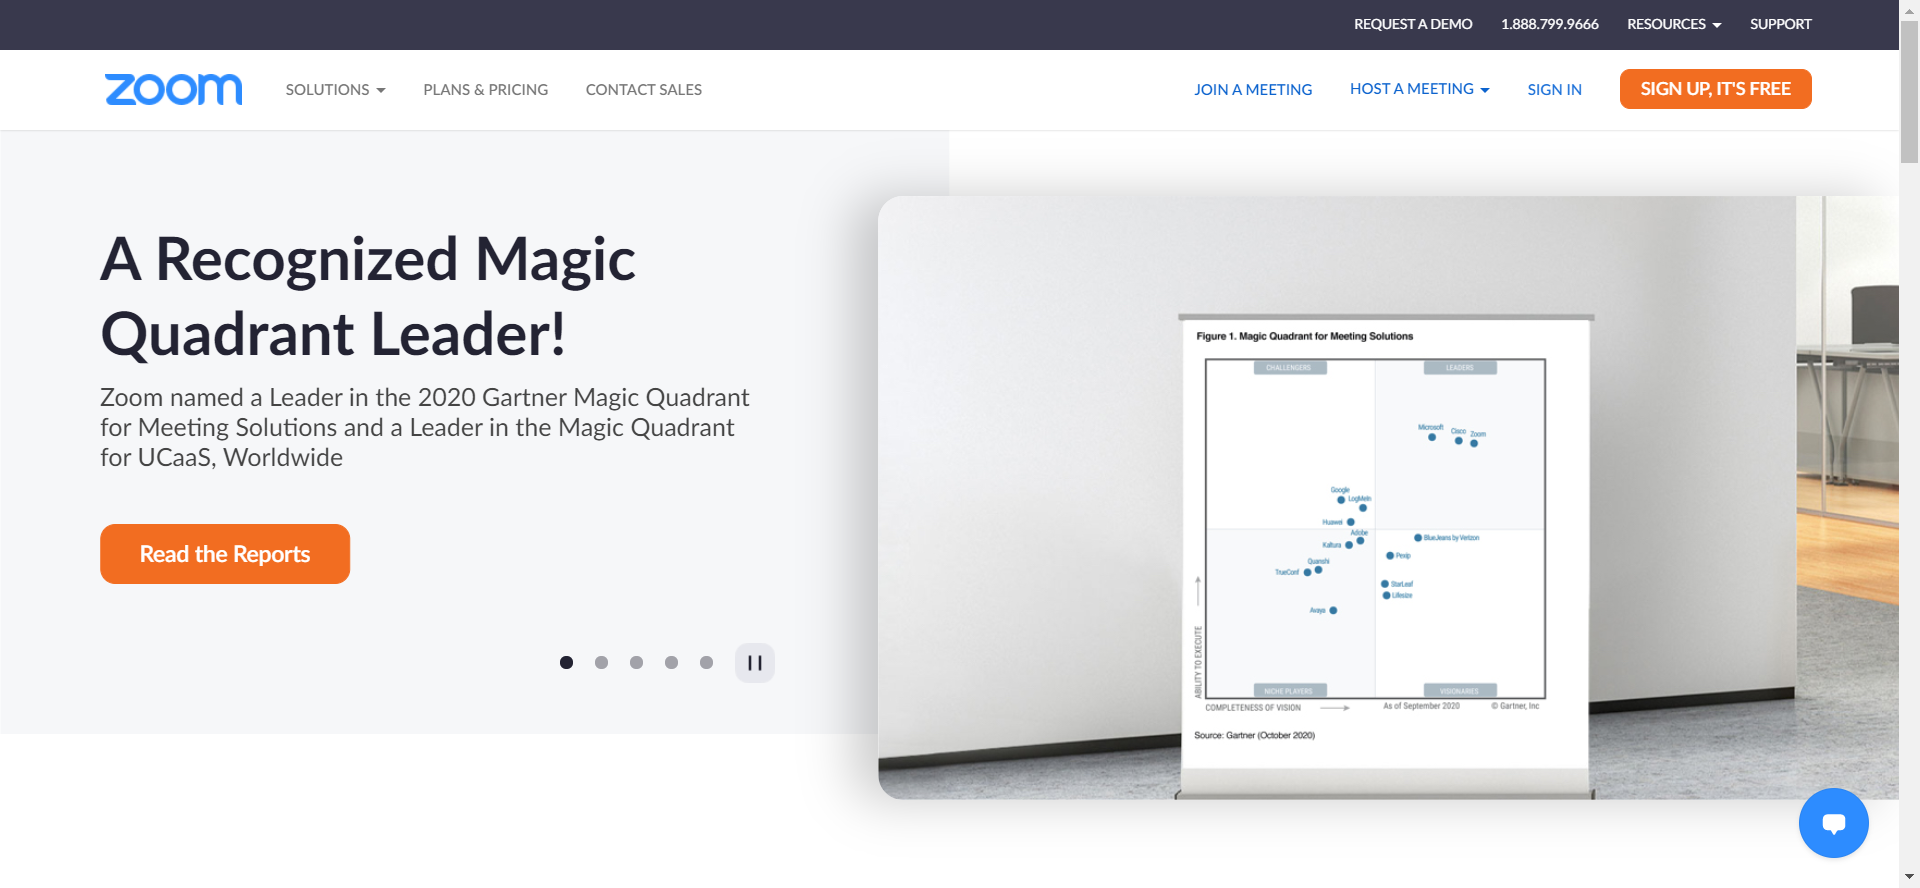 REQUEST A DEMO
1.888.799.9666
RESOURCES
SUPPORT
zoom
SOLUTIONS
PLANS & PRICING
CONTACT SALES
JOIN A MEETING
HOST A MEETING
SIGN IN
SIGN UP, IT'S FREE
A Recognized Magic
Quadrant Leader!
Zoom named a Leader in the 2020 Gartner Magic Quadrant
for Meeting Solutions and a Leader in the Magic Quadrant
for UCaaS, Worldwide
Read the Reports
Figure 1. Magic Quadrant for Meeting Solutions
CHALLENGERS
LEADERS
Microsoft
Cisco
Zoom
Google
LogMeIn
Huawei
Adobe
Kaltura
BlueJeans by Verizon
Pexip
Quanshi
TrueConf
StarLeaf
Lifesize
Avaya
ABILITY TO EXECUTE
NICHE PLAYERS
VISIONARIES
COMPLETENESS OF VISION
As of September 2020
© Gartner, Inc
Source: Gartner (October 2020)